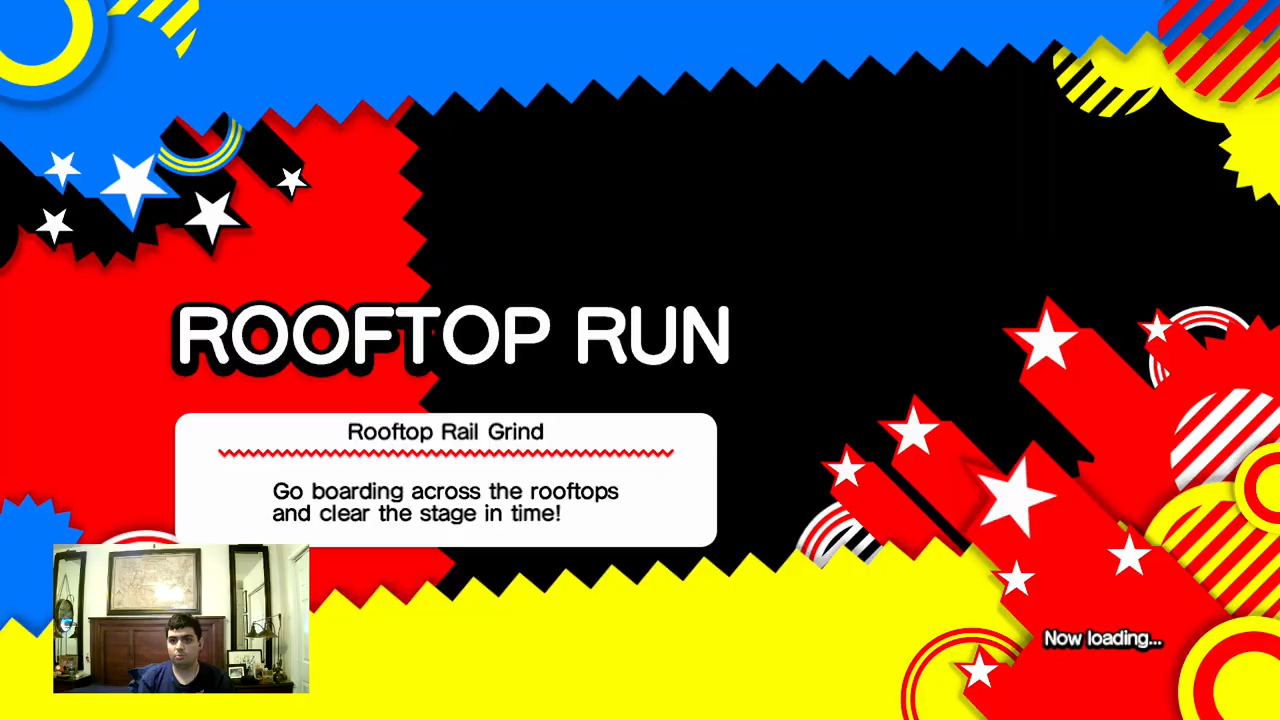 ROOFTOP RUN
Rooftop Rail Grind
Go boarding across the rooftops
and clear the stage in time!
Now loading...